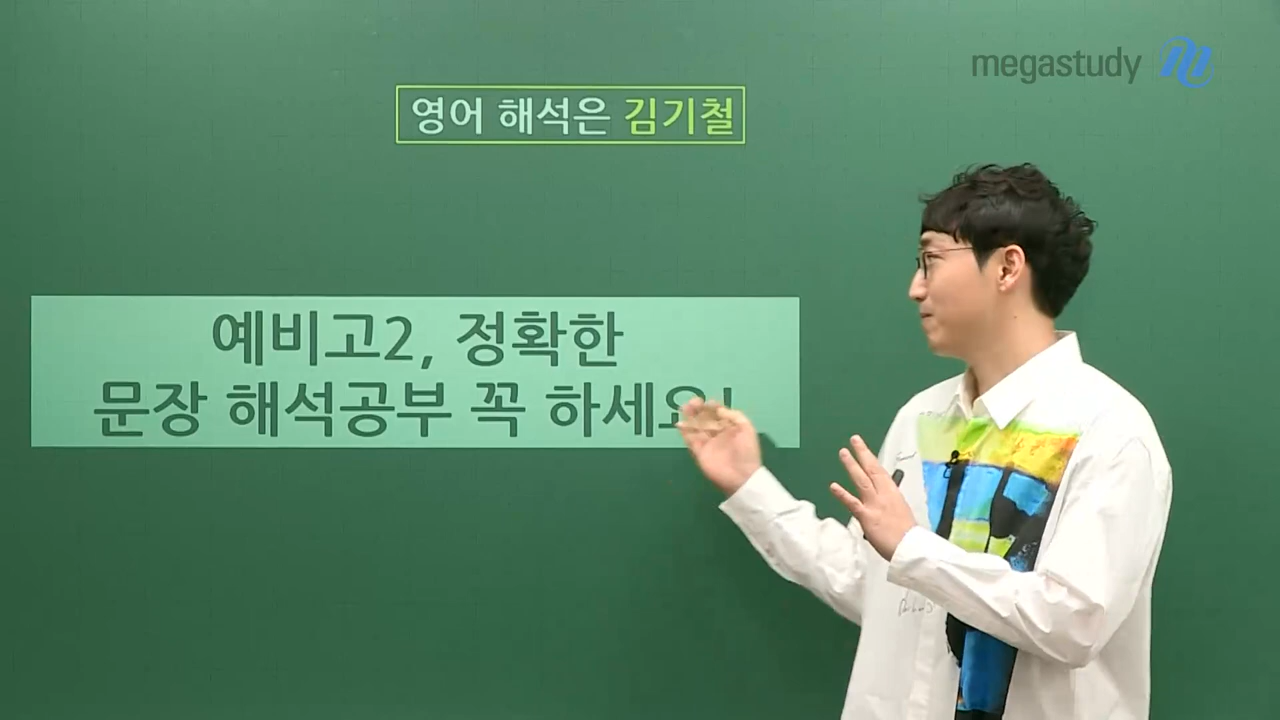 megastudy
영어 해석은 김기철
예비고2, 정확한
문장 해석공부 꼭 하세요!